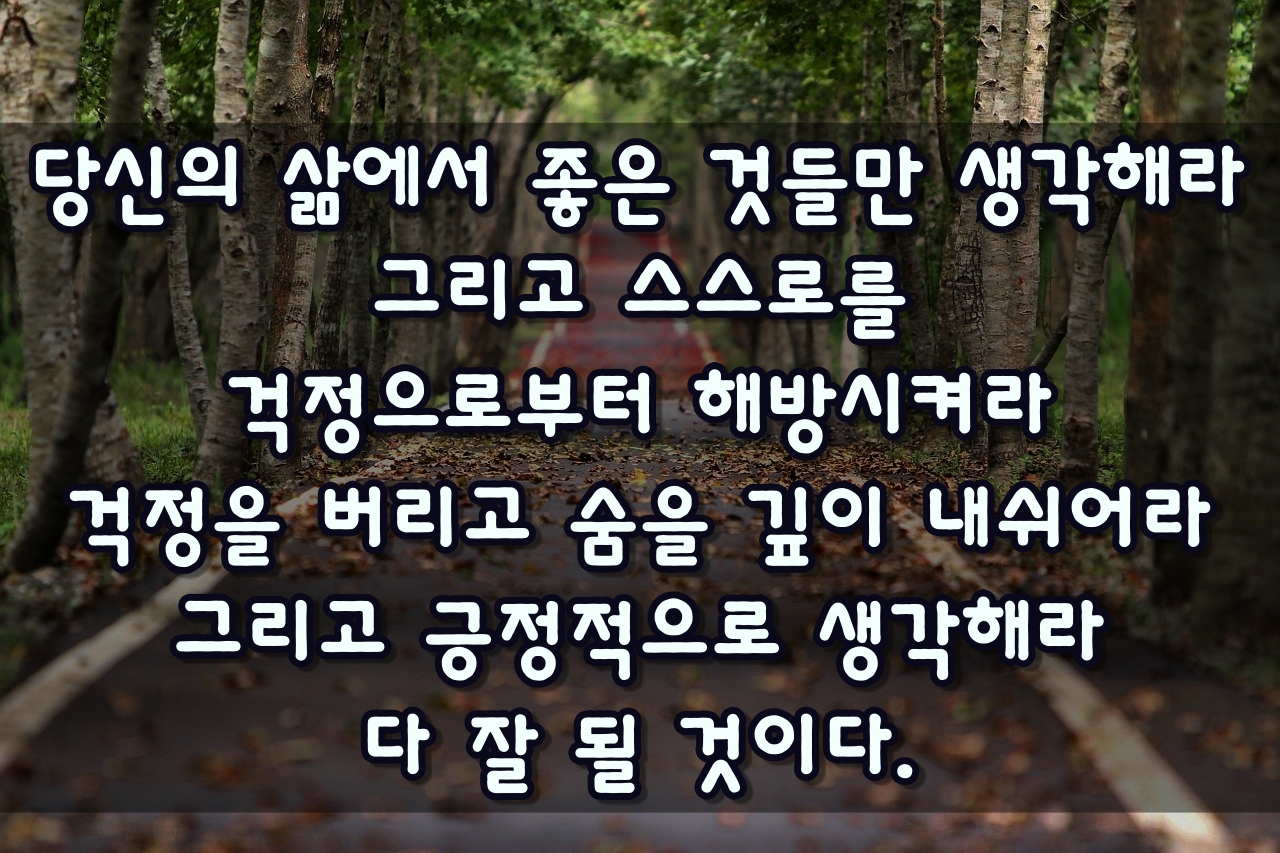 당신의 삶에서 좋은 것들만 생각해라
그리고 스스로를
걱정으로부터 해방시켜라
걱정을 버리고 숨을 깊이 내쉬어라
그리고 긍정적으로 생각해라
다 잘 될 것이다.